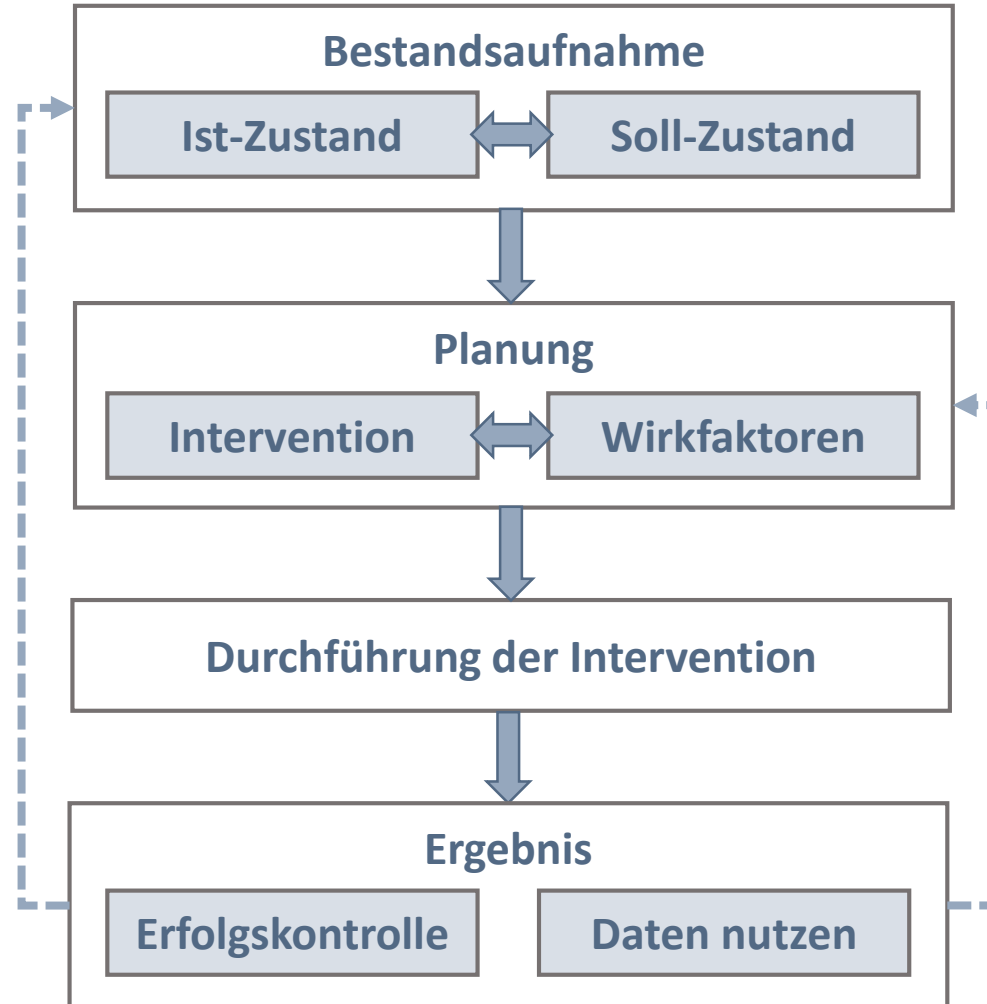 Bestandsaufnahme
Ist-Zustand
Soll-Zustand
Planung
Intervention
Wirkfaktoren
Durchführung der Intervention
Ergebnis
Erfolgskontrolle
Daten nutzen